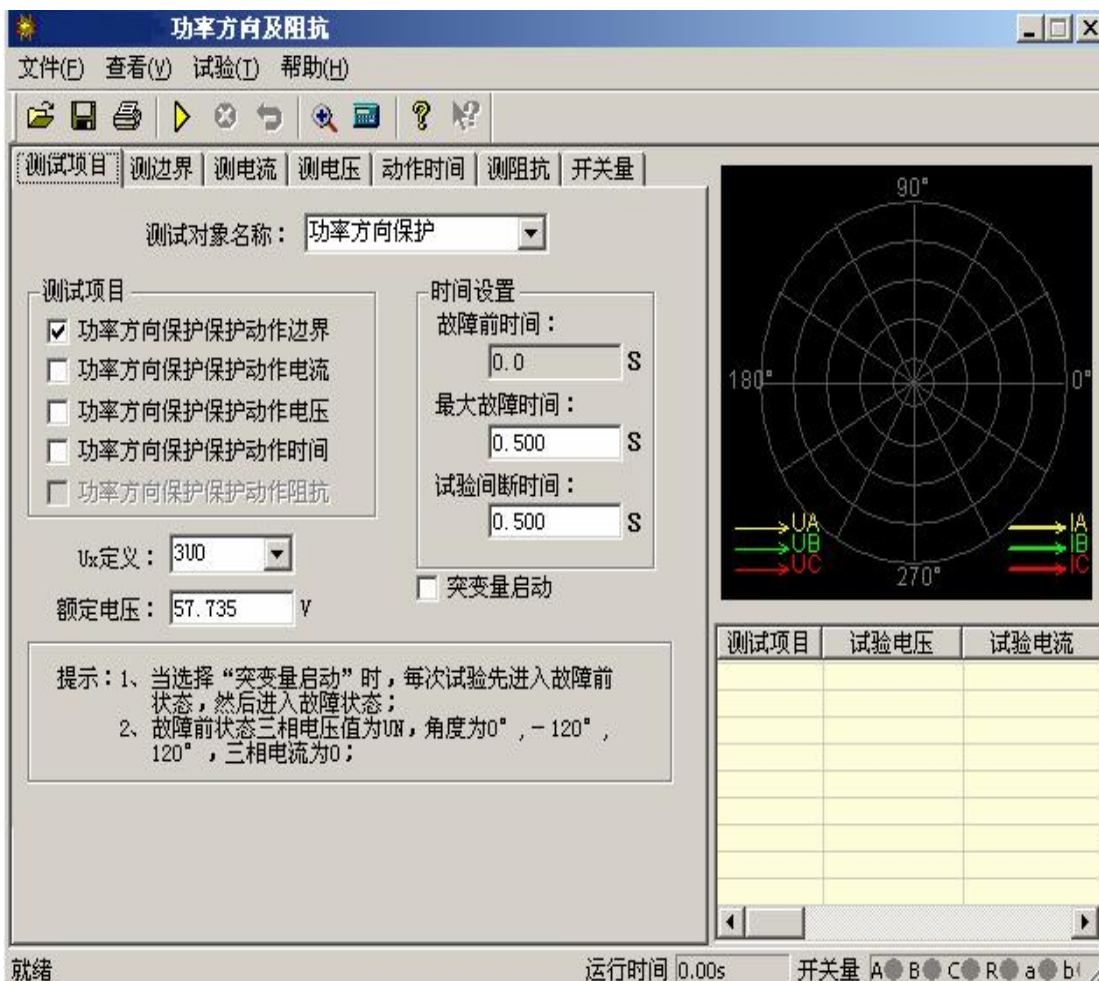 功率方向及阻抗
文件(F) 查看(V) 试验(T) 帮助(H)
测试项目 测边界 测电流 测电压 动作时间 测阻抗 开关量
测试对象名称： 功率方向保护
测试项目
功率方向保护保护动作边界
功率方向保护保护动作电流
功率方向保护保护动作电压
功率方向保护保护动作时间
功率方向保护保护动作阻抗
时间设置
故障前时间：
0.0 S
最大故障时间：
0.500 S
试验间断时间：
0.500 S
Ux定义： 3U0
额定电压： 57.735 V
突变量启动
提示：1、当选择“突变量启动”时，每次试验先进入故障前
状态，然后进入故障状态；
2、故障前状态三相电压值为UN，角度为0°，－120°，
120°，三相电流为0；
90°
180° 0°
270°
UA IA
UB IB
UC IC
测试项目 试验电压 试验电流
就绪 运行时间 0.00s 开关量 A B C R a b